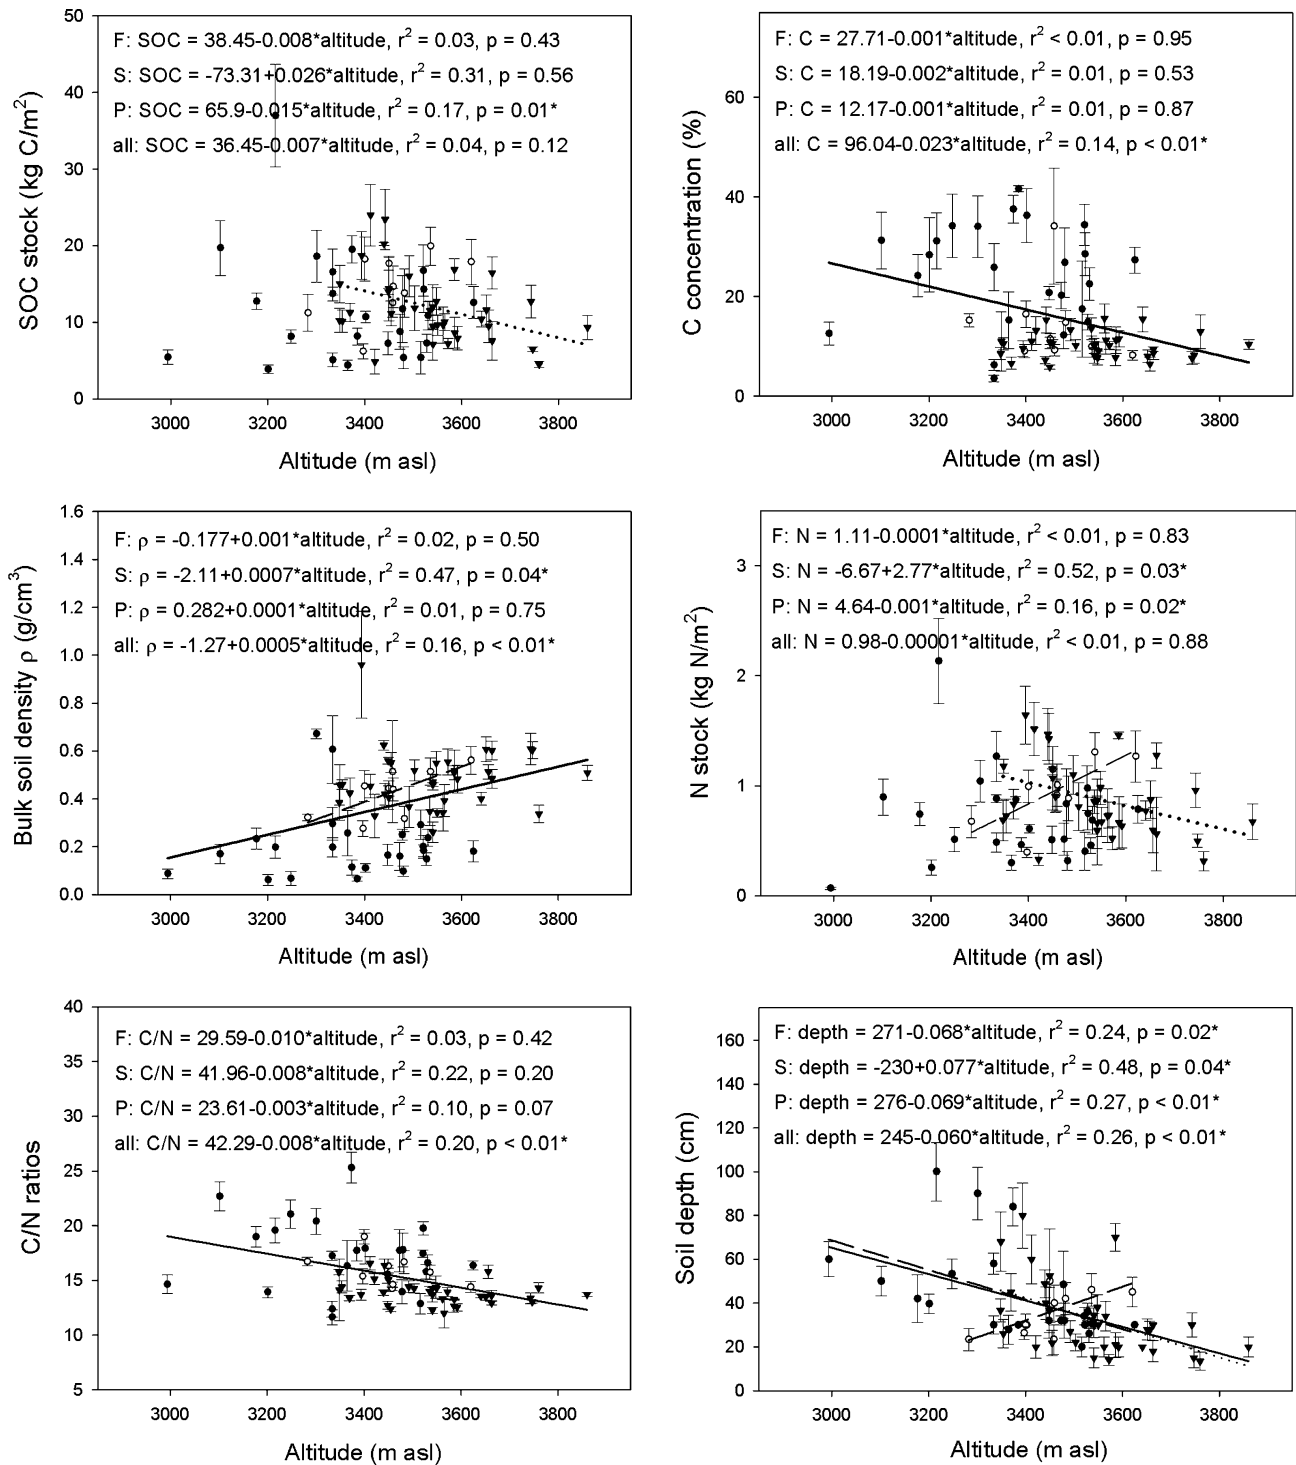 F: SOC = 38.45-0.008*altitude, r² = 0.03, p = 0.43
S: SOC = -73.31+0.026*altitude, r² = 0.31, p = 0.56
P: SOC = 65.9-0.015*altitude, r² = 0.17, p = 0.01*
all: SOC = 36.45-0.007*altitude, r² = 0.04, p = 0.12
SOC stock (kg C/m²)
50
40
30
20
10
0
3000 3200 3400 3600 3800
Altitude (m asl)
F: C = 27.71-0.001*altitude, r² < 0.01, p = 0.95
S: C = 18.19-0.002*altitude, r² = 0.01, p = 0.53
P: C = 12.17-0.001*altitude, r² = 0.01, p = 0.87
all: C = 96.04-0.023*altitude, r² = 0.14, p < 0.01*
C concentration (%)
60
40
20
0
3000 3200 3400 3600 3800
Altitude (m asl)
F: ρ = -0.177+0.001*altitude, r² = 0.02, p = 0.50
S: ρ = -2.11+0.0007*altitude, r² = 0.47, p = 0.04*
P: ρ = 0.282+0.0001*altitude, r² = 0.01, p = 0.75
all: ρ = -1.27+0.0005*altitude, r² = 0.16, p < 0.01*
Bulk soil density ρ (g/cm³)
1.6
1.4
1.2
1.0
0.8
0.6
0.4
0.2
0.0
3000 3200 3400 3600 3800
Altitude (m asl)
F: N = 1.11-0.0001*altitude, r² < 0.01, p = 0.83
S: N = -6.67+2.77*altitude, r² = 0.52, p = 0.03*
P: N = 4.64-0.001*altitude, r² = 0.16, p = 0.02*
all: N = 0.98-0.00001*altitude, r² < 0.01, p = 0.88
N stock (kg N/m²)
3
2
1
0
3000 3200 3400 3600 3800
Altitude (m asl)
F: C/N = 29.59-0.010*altitude, r² = 0.03, p = 0.42
S: C/N = 41.96-0.008*altitude, r² = 0.22, p = 0.20
P: C/N = 23.61-0.003*altitude, r² = 0.10, p = 0.07
all: C/N = 42.29-0.008*altitude, r² = 0.20, p < 0.01*
C/N ratios
40
35
30
25
20
15
10
5
3000 3200 3400 3600 3800
Altitude (m asl)
F: depth = 271-0.068*altitude, r² = 0.24, p = 0.02*
S: depth = -230+0.077*altitude, r² = 0.48, p = 0.04*
P: depth = 276-0.069*altitude, r² = 0.27, p < 0.01*
all: depth = 245-0.060*altitude, r² = 0.26, p < 0.01*
Soil depth (cm)
160
140
120
100
80
60
40
20
0
3000 3200 3400 3600 3800
Altitude (m asl)